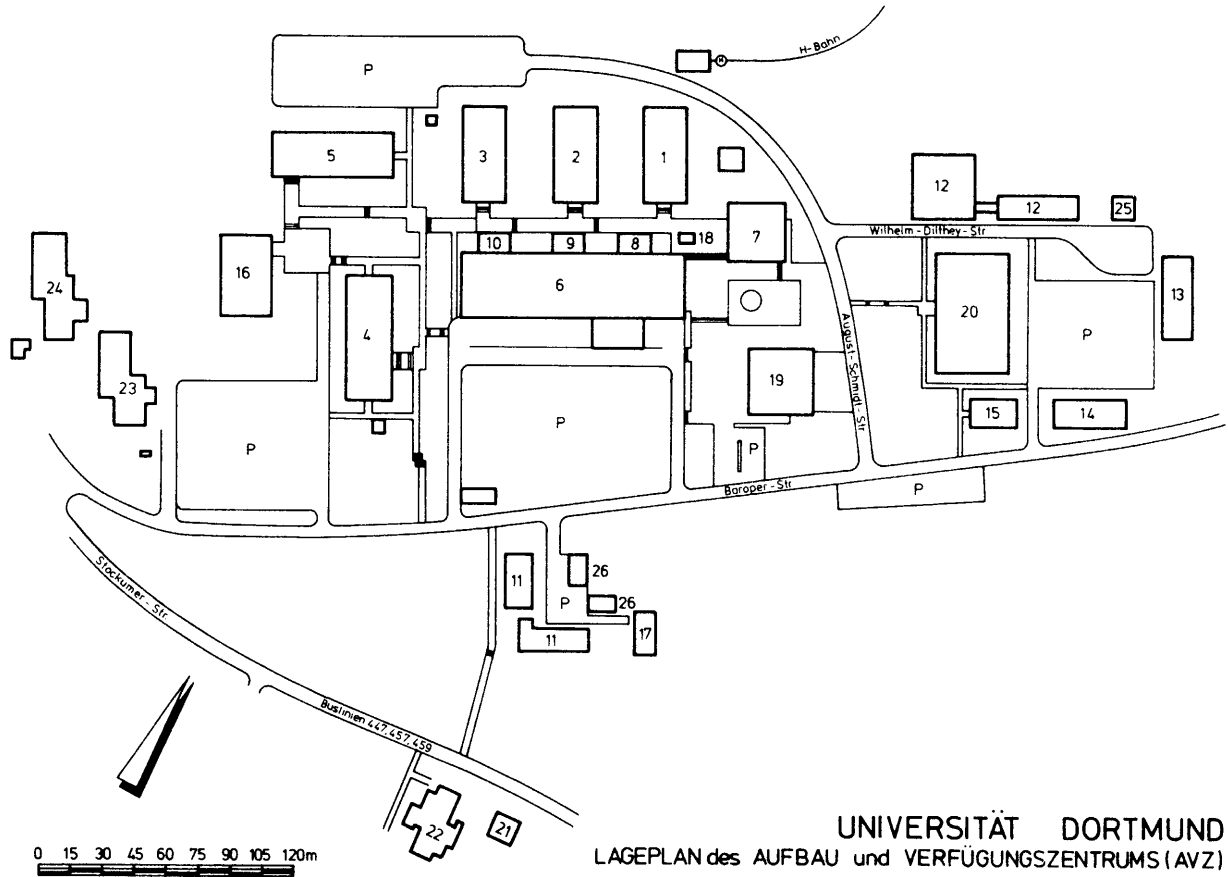 H-Bahn
M
P
5
3
2
1
12
12
25
10
9
8
18
7
Wilhelm-Dilthey-Str
16
24
6
13
4
20
August-Schmidt-Str
P
23
19
15
14
P
P
P
P
Baroper-Str
Stockumer-Str.
11
26
P
26
11
17
Buslinien 447,457,459
22
21
UNIVERSITÄT DORTMUND
LAGEPLAN des AUFBAU und VERFÜGUNGSZENTRUMS (AVZ)
0 15 30 45 60 75 90 105 120m